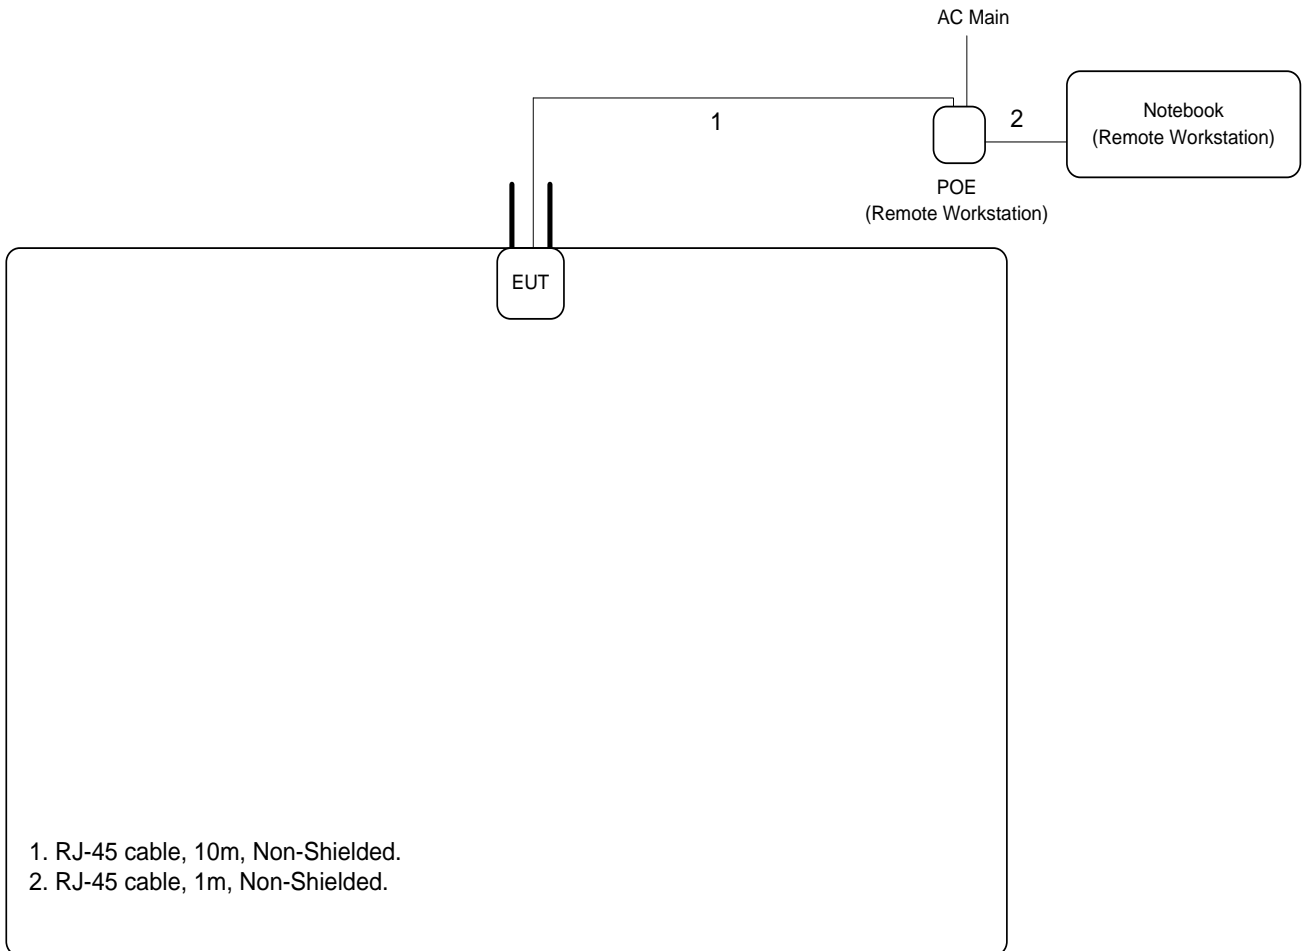 AC Main
1
2
Notebook
(Remote Workstation)
POE
(Remote Workstation)
EUT
1. RJ-45 cable, 10m, Non-Shielded.
2. RJ-45 cable, 1m, Non-Shielded.